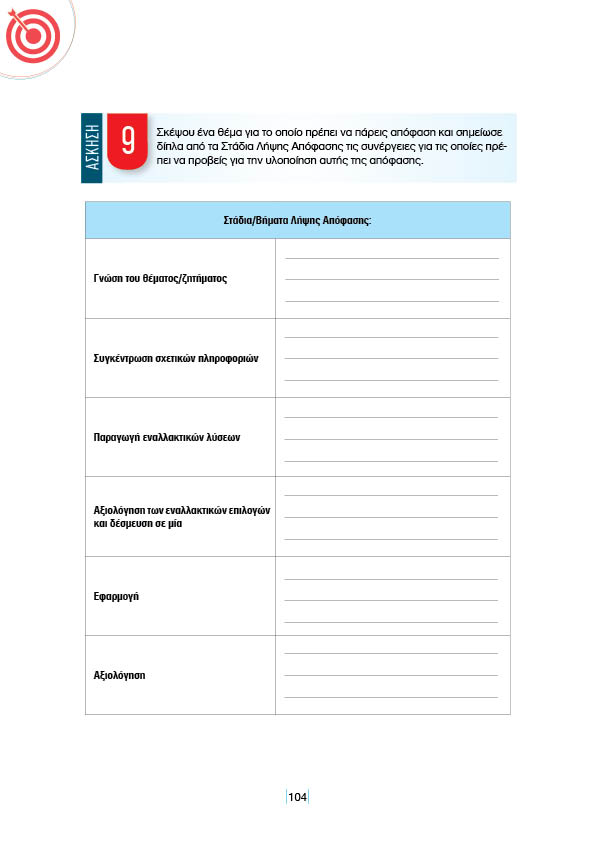 ΑΣΚΗΣΗ
9
Σκέψου ένα θέμα για το οποίο πρέπει να πάρεις απόφαση και σημείωσε
δίπλα από τα Στάδια Λήψης Απόφασης τις συνέργειες για τις οποίες πρέ-
πει να προβείς για την υλοποίηση αυτής της απόφασης.
Στάδια/Βήματα Λήψης Απόφασης:
Γνώση του θέματος/ζητήματος
Συγκέντρωση σχετικών πληροφοριών
Παραγωγή εναλλακτικών λύσεων
Αξιολόγηση των εναλλακτικών επιλογών
και δέσμευση σε μία
Εφαρμογή
Αξιολόγηση
104